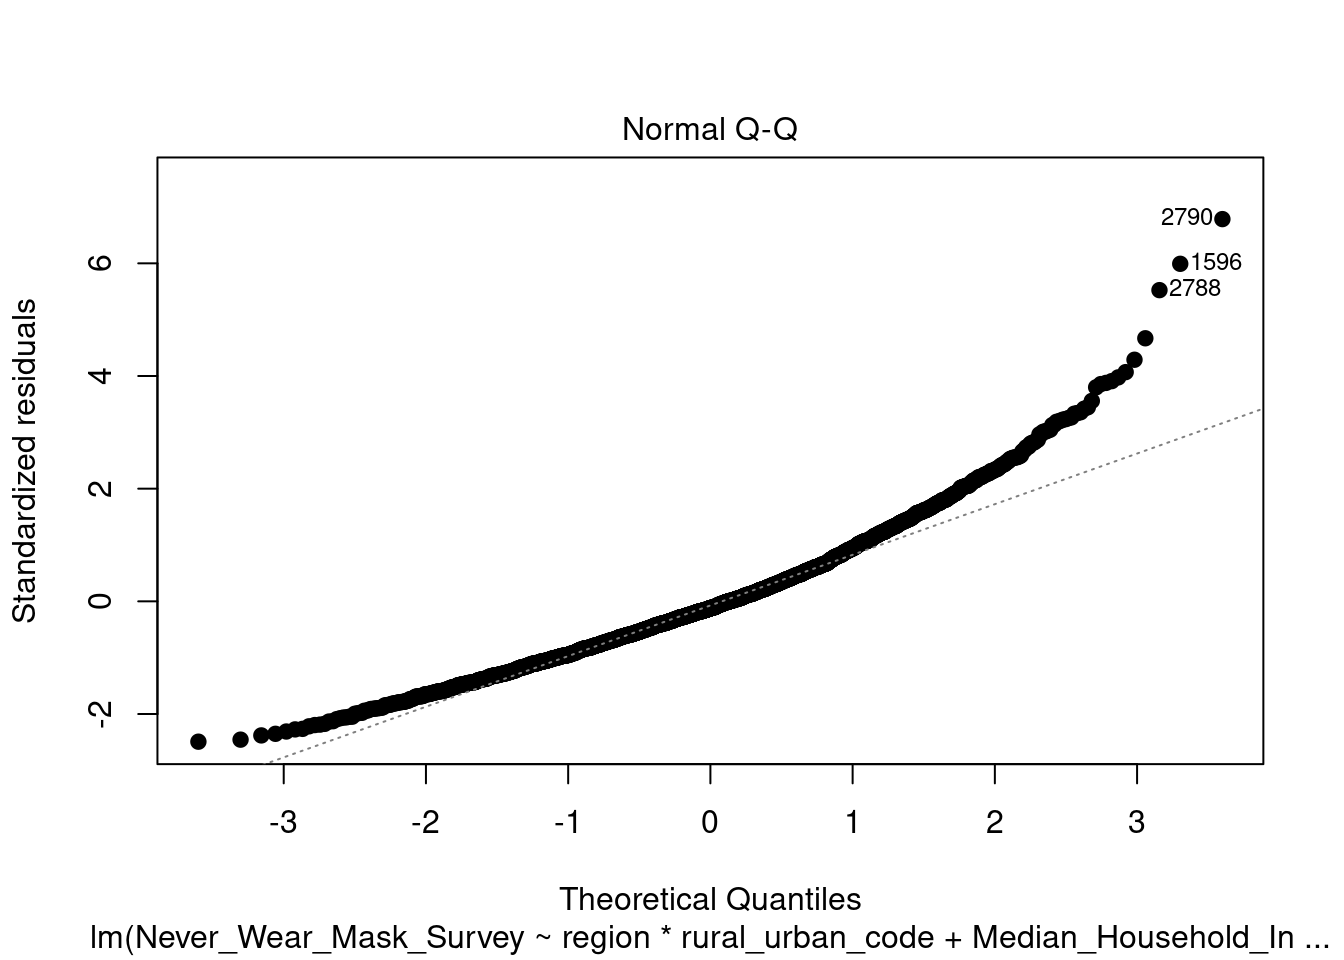 Normal Q-Q
Standardized residuals
6
4
2
0
-2
2790
1596
2788
-3 -2 -1 0 1 2 3
Theoretical Quantiles
lm(Never_Wear_Mask_Survey ~ region * rural_urban_code + Median_Household_In ...